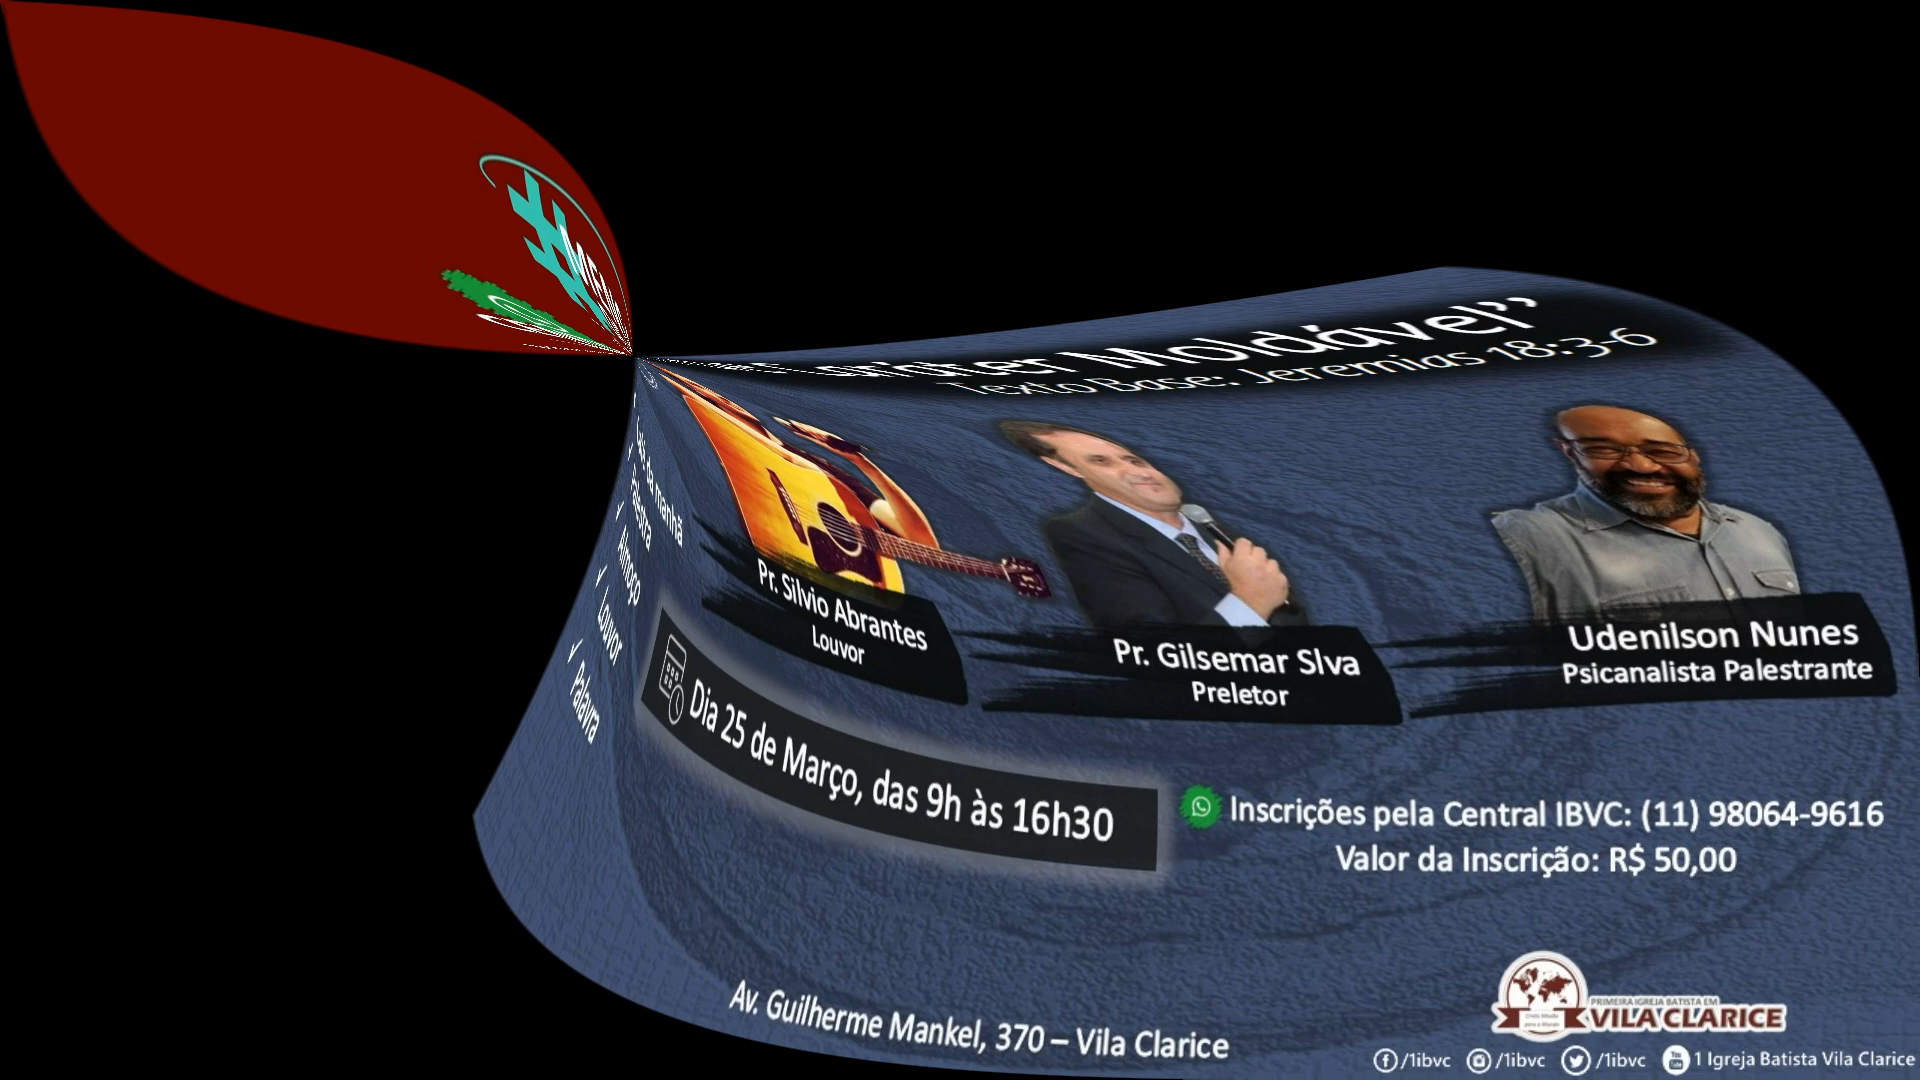 Moldável”
Texto Base: Jeremias 18:3-6
da manhã
✓ Palestra
✓ Almoço
✓ Louvor
✓ Palavra
Pr. Silvio Abrantes
Louvor
Pr. Gilsemar Slva
Preletor
Udenilson Nunes
Psicanalista Palestrante
Dia 25 de Março, das 9h às 16h30
Inscrições pela Central IBVC: (11) 98064-9616
Valor da Inscrição: R$ 50,00
Av. Guilherme Mankel, 370 – Vila Clarice
PRIMEIRA IGREJA BATISTA EM
VILA CLARICE
/1ibvc /1ibvc /1ibvc 1 Igreja Batista Vila Clarice